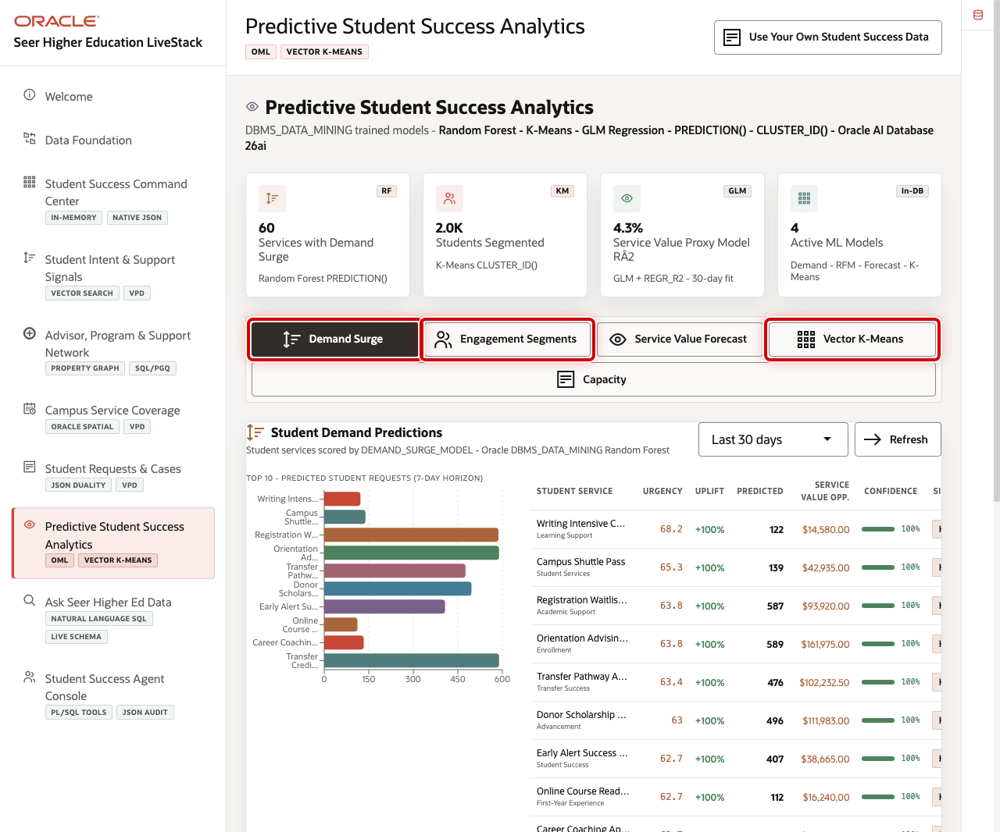 ORACLE
Seer Higher Education LiveStack
Welcome
Data Foundation
Student Success Command
Center
IN-MEMORY
NATIVE JSON
Student Intent & Support
Signals
VECTOR SEARCH
VPD
Advisor, Program & Support
Network
PROPERTY GRAPH
SQL/PGQ
Campus Service Coverage
ORACLE SPATIAL
VPD
Student Requests & Cases
JSON DUALITY
VPD
Predictive Student Success
Analytics
OML
VECTOR K-MEANS
Ask Seer Higher Ed Data
NATURAL LANGUAGE SQL
LIVE SCHEMA
Student Success Agent
Console
PL/SQL TOOLS
JSON AUDIT
Predictive Student Success Analytics
OML
VECTOR K-MEANS
Use Your Own Student Success Data
Predictive Student Success Analytics
DBMS_DATA_MINING trained models - Random Forest - K-Means - GLM Regression - PREDICTION() - CLUSTER_ID() - Oracle AI Database
26ai
RF
60
Services with Demand
Surge
Random Forest PREDICTION()
KM
2.0K
Students Segmented
K-Means CLUSTER_ID()
GLM
4.3%
Service Value Proxy Model
RÂ2
GLM + REGR_R2 - 30-day fit
In-DB
4
Active ML Models
Demand - RFM - Forecast - K-
Means
Demand Surge
Engagement Segments
Service Value Forecast
Vector K-Means
Capacity
Student Demand Predictions
Student services scored by DEMAND_SURGE_MODEL - Oracle DBMS_DATA_MINING Random Forest
Last 30 days
Refresh
TOP 10 - PREDICTED STUDENT REQUESTS (7-DAY HORIZON)
Writing Intens...
Campus
Shuttle...
Registration W...
Orientation
Ad...
Transfer
Pathw...
Donor
Scholars...
Early Alert Su...
Online
Course ...
Career Coachin...
Transfer
Credi...
0 150 300 450 600
STUDENT SERVICE URGENCY UPLIFT PREDICTED SERVICE VALUE OPP. CONFIDENCE SI
Writing Intensive C... 68.2 +100% 122 $14,580.00 100%
Learning Support
Campus Shuttle Pass 65.3 +100% 139 $42,935.00 100%
Student Services
Registration Waitlis... 63.8 +100% 587 $93,920.00 100%
Academic Support
Orientation Advisin... 63.8 +100% 589 $161,975.00 100%
Enrollment
Transfer Pathway A... 63.4 +100% 476 $102,232.50 100%
Transfer Success
Donor Scholarship ... 63 +100% 496 $111,983.00 100%
Advancement
Early Alert Success ... 62.7 +100% 407 $38,665.00 100%
Student Success
Online Course Read... 62.7 +100% 112 $16,240.00 100%
First-Year Experience
Career Coaching Ap...